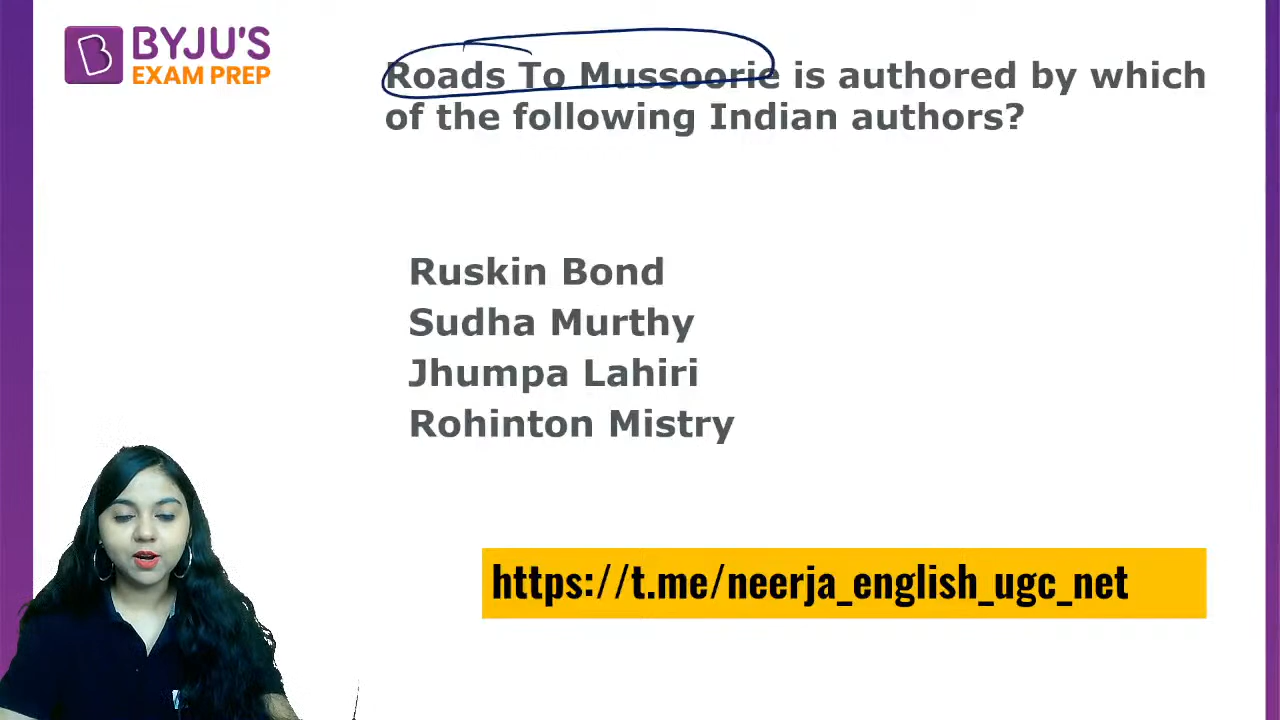 BYJU'S
EXAM PREP
Roads To Mussoorie is authored by which
of the following Indian authors?
Ruskin Bond
Sudha Murthy
Jhumpa Lahiri
Rohinton Mistry
https://t.me/neerja_english_ugc_net